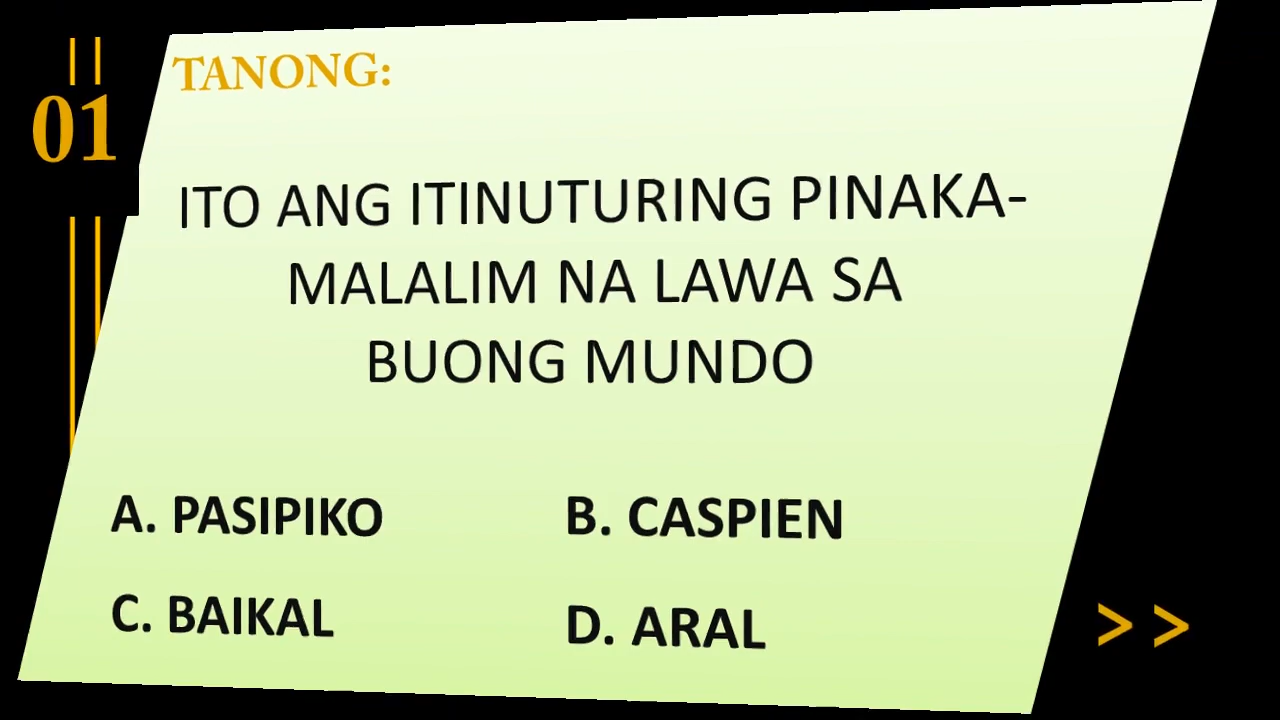 01
TANONG:
ITO ANG ITINUTURING PINAKA-
MALALIM NA LAWA SA
BUONG MUNDO
A. PASIPIKO
B. CASPIEN
C. BAIKAL
D. ARAL
> >